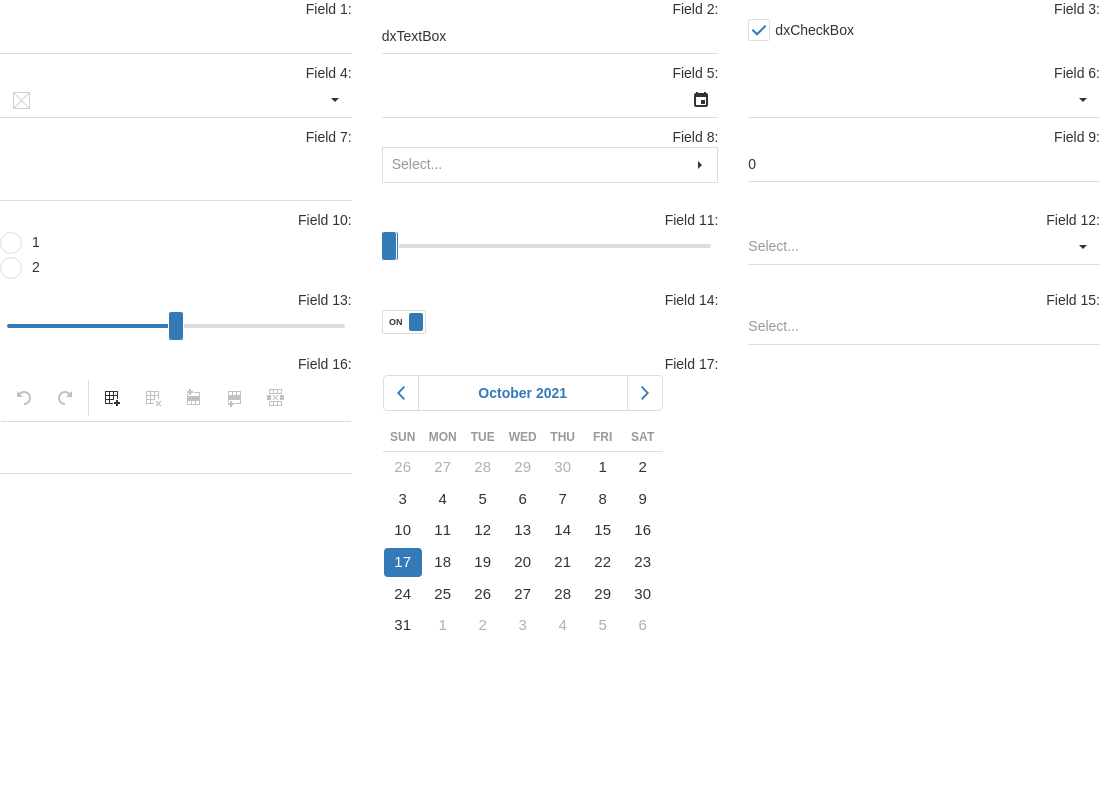 Field 1:
Field 2:
dxTextBox
Field 3:
dxCheckBox
Field 4:
Field 5:
Field 6:
Field 7:
Field 8:
Select...
Field 9:
0
Field 10:
1
2
Field 11:
Field 12:
Select...
Field 13:
Field 14:
ON
Field 15:
Select...
Field 16:
Field 17:
October 2021
SUN MON TUE WED THU FRI SAT
26 27 28 29 30 1 2
3 4 5 6 7 8 9
10 11 12 13 14 15 16
17 18 19 20 21 22 23
24 25 26 27 28 29 30
31 1 2 3 4 5 6